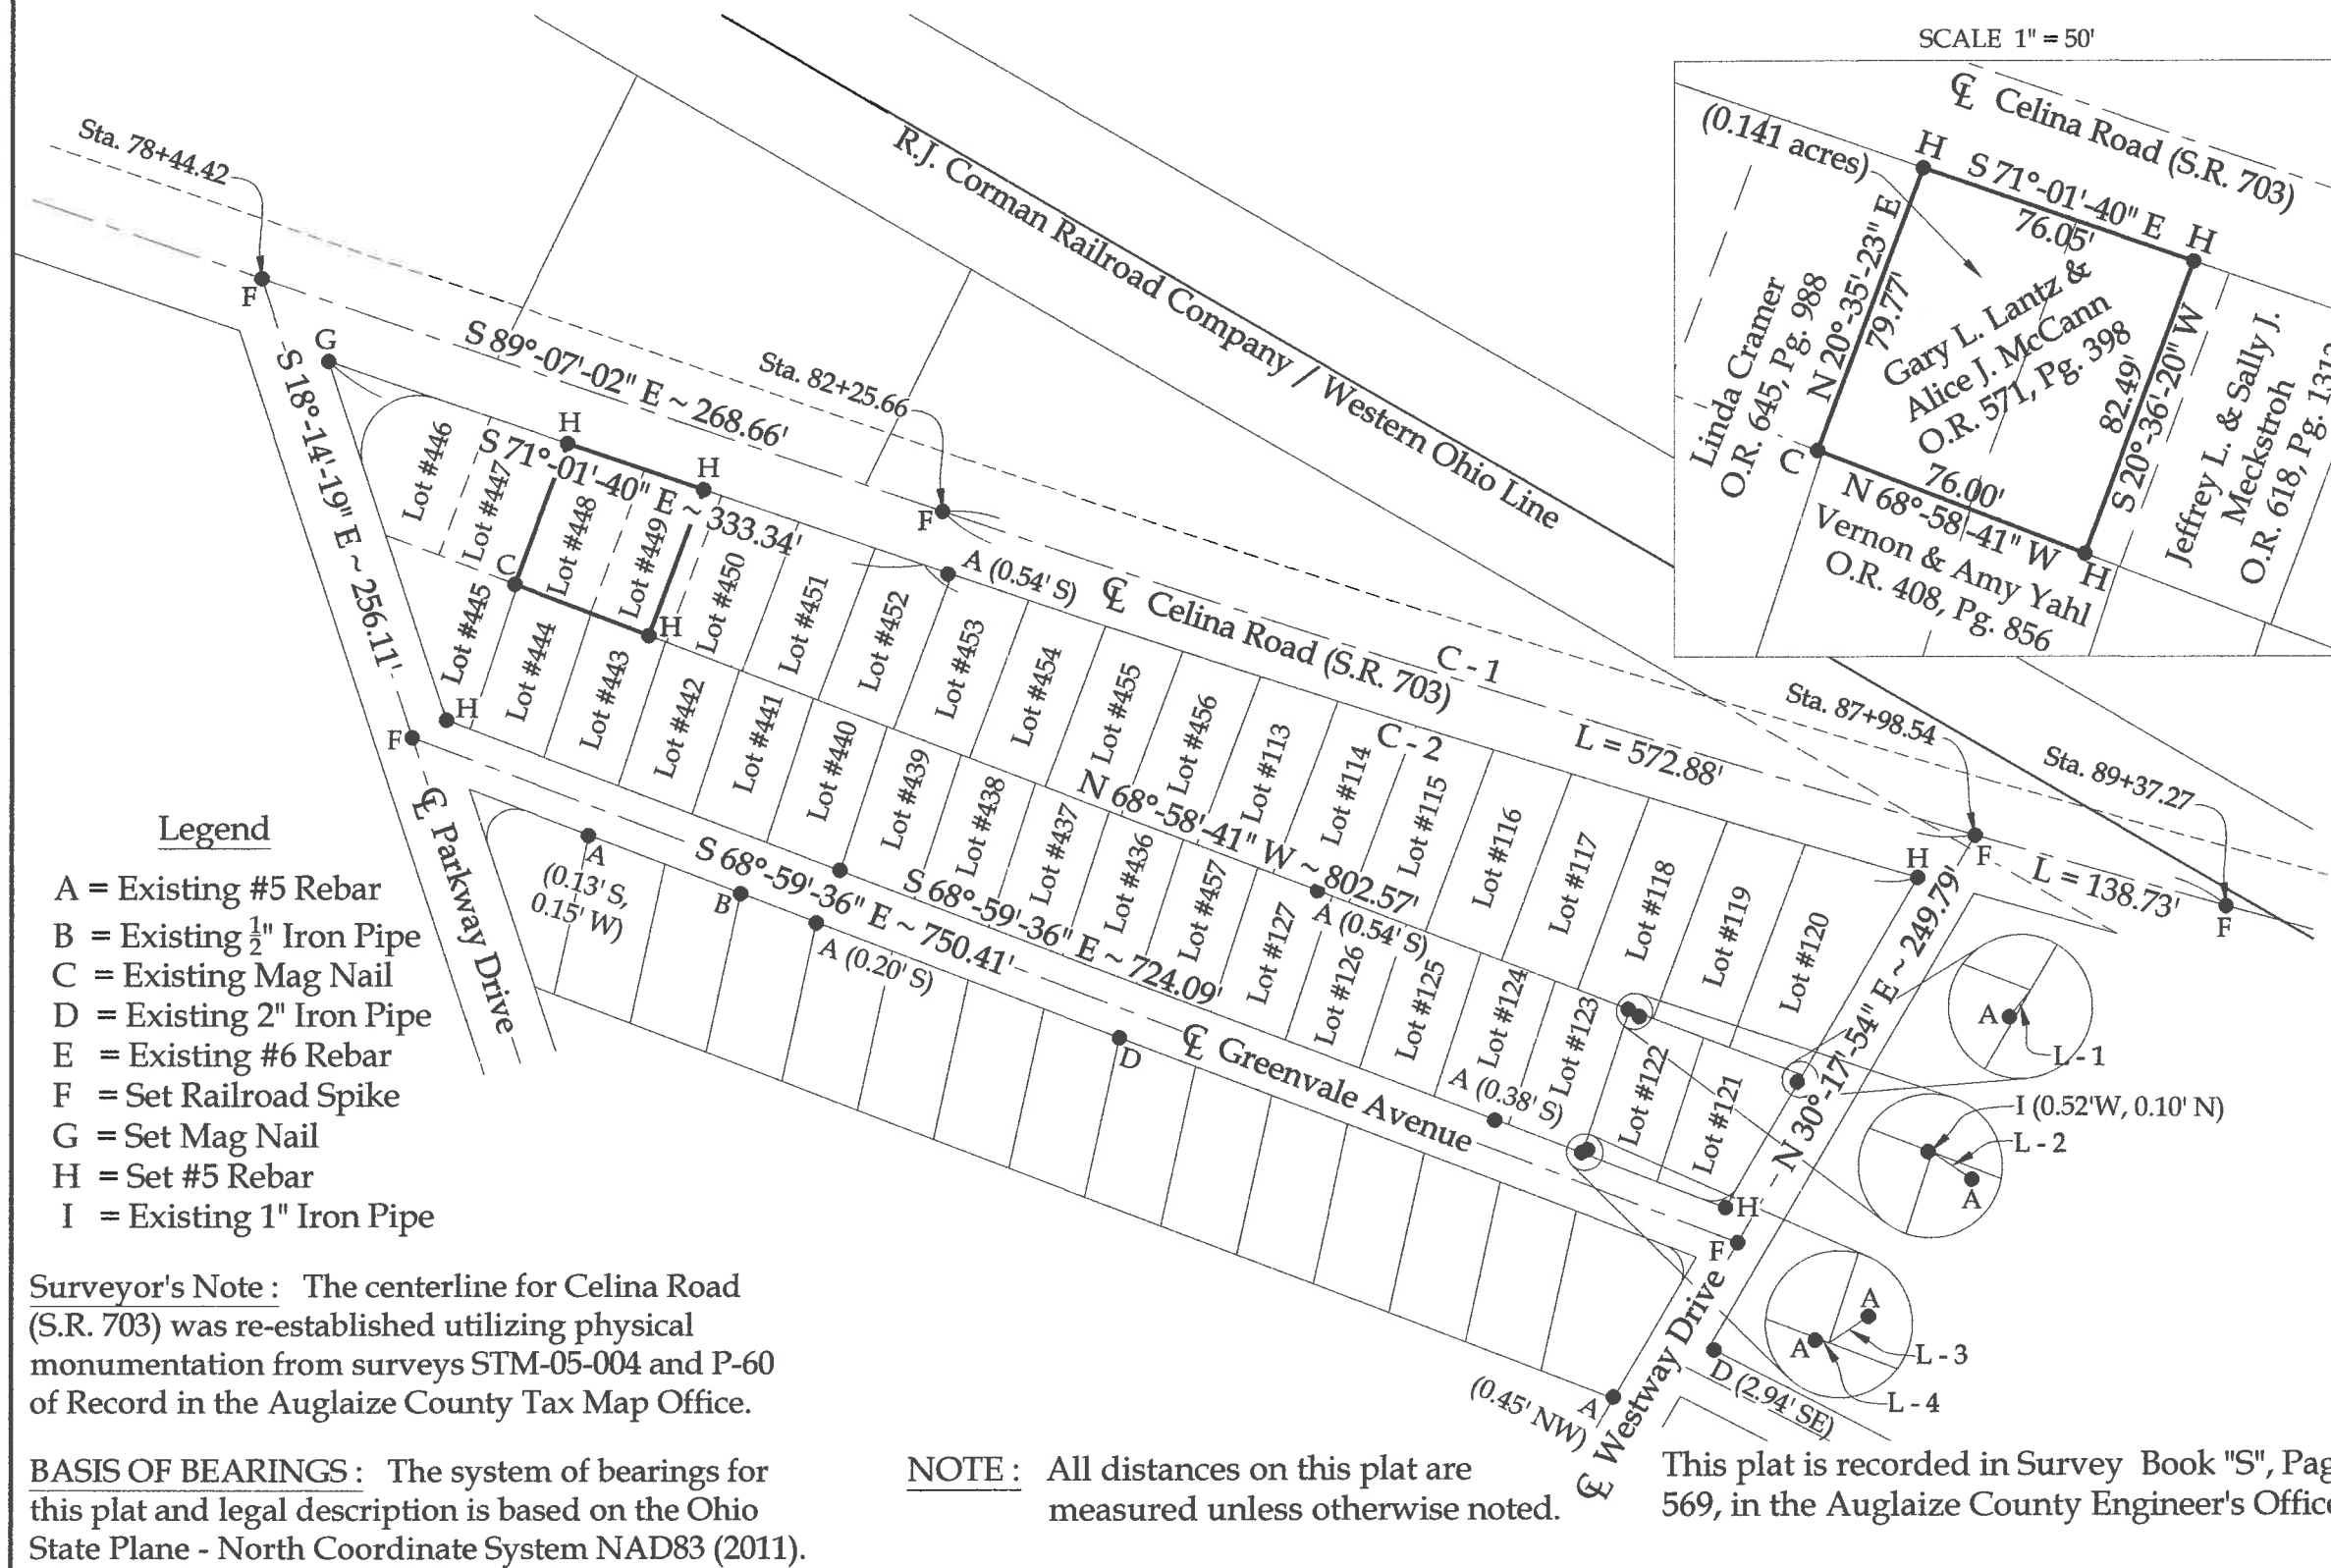 SCALE 1" = 50'
℄ Celina Road (S.R. 703)
(0.141 acres)
H
S 71°-01'-40" E
76.05'
H
N 20°-35'-23" E
79.77'
Gary L. Lantz &
Alice J. McCann
O.R. 571, Pg. 398
82.49'
S 20°-36'-20" W
Linda Cramer
O.R. 645, Pg. 988
Jeffrey L. & Sally J.
Meckstroh
O.R. 618, Pg.
C
76.00'
N 68°-58'-41" W
H
Vernon & Amy Yahl
O.R. 408, Pg. 856
Sta. 78+44.42
F
G
R.J. Corman Railroad Company / Western Ohio Line
S 89°-07'-02" E ~ 268.66'
Sta. 82+25.66
F
S 18°-14'-19" E ~ 256.11'
H
H
S 71°-01'-40" E ~ 333.34'
C
H
A (0.54' S)
℄ Celina Road (S.R. 703)
C - 1
C - 2
L = 572.88'
Sta. 87+98.54
Sta. 89+37.27
F
L = 138.73'
F
H
Lot #446
Lot #447
Lot #448
Lot #449
Lot #450
Lot #451
Lot #452
Lot #453
Lot #454
Lot #455
Lot #456
Lot #113
Lot #114
Lot #115
Lot #116
Lot #117
Lot #118
Lot #119
Lot #120
Lot #445
Lot #444
Lot #443
Lot #442
Lot #441
Lot #440
Lot #439
Lot #438
Lot #437
Lot #436
Lot #457
Lot #127
Lot #126
Lot #125
Lot #124
Lot #123
Lot #122
Lot #121
N 68°-58'-41" W ~ 802.57'
A (0.54' S)
H
F
℄ Parkway Drive
A
(0.13' S,
0.15' W)
B
A (0.20' S)
S 68°-59'-36" E ~ 750.41'
S 68°-59'-36" E ~ 724.09'
D
℄ Greenvale Avenue
A (0.38' S)
N 30°-17'-54" E ~ 249.79'
H
F
A
L - 1
I (0.52'W, 0.10' N)
L - 2
A
A
A
L - 3
L - 4
D (2.94' SE)
(0.45' NW)
A
℄ Westway Drive
Legend
A = Existing #5 Rebar
B = Existing ½" Iron Pipe
C = Existing Mag Nail
D = Existing 2" Iron Pipe
E = Existing #6 Rebar
F = Set Railroad Spike
G = Set Mag Nail
H = Set #5 Rebar
I = Existing 1" Iron Pipe
Surveyor's Note : The centerline for Celina Road
(S.R. 703) was re-established utilizing physical
monumentation from surveys STM-05-004 and P-60
of Record in the Auglaize County Tax Map Office.
BASIS OF BEARINGS : The system of bearings for
this plat and legal description is based on the Ohio
State Plane - North Coordinate System NAD83 (2011).
NOTE : All distances on this plat are
measured unless otherwise noted.
This plat is recorded in Survey Book "S", Pag
569, in the Auglaize County Engineer's Office